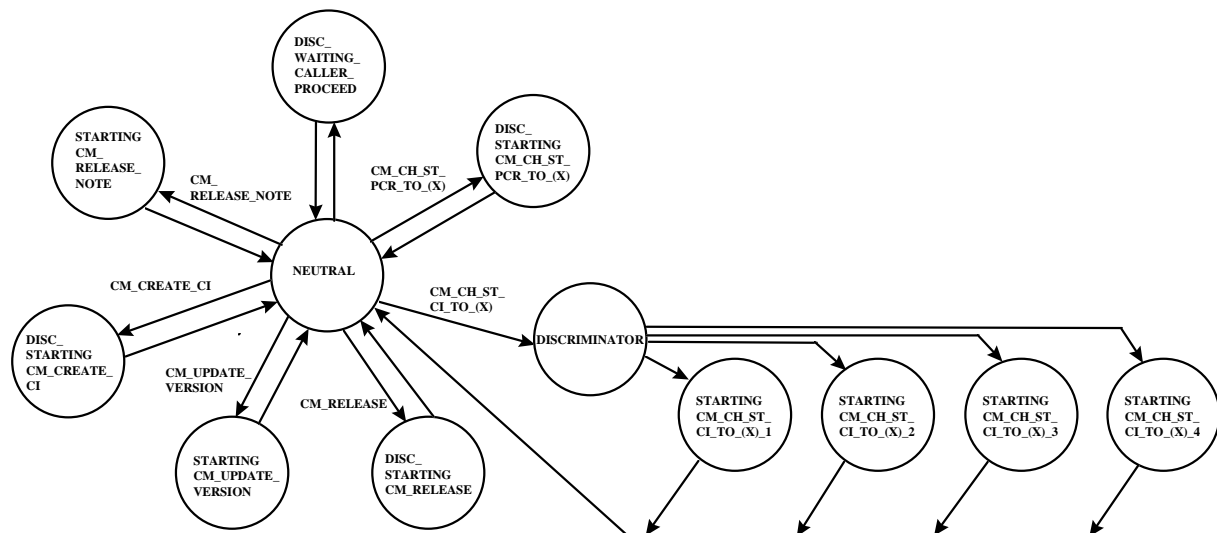 DISC_
WAITING_
CALLER_
PROCEED
STARTING
CM_
RELEASE_
NOTE
CM_
RELEASE_NOTE
CM_CH_ST_
PCR_TO_(X)
DISC_
STARTING
CM_CH_ST_
PCR_TO_(X)
NEUTRAL
CM_CREATE_CI
CM_CH_ST_
CI_TO_(X)
DISC_
STARTING
CM_CREATE_
CI
DISCRIMINATOR
CM_UPDATE_
VERSION
CM_RELEASE
STARTING
CM_UPDATE_
VERSION
DISC_
STARTING
CM_RELEASE
STARTING
CM_CH_ST_
CI_TO_(X)_1
STARTING
CM_CH_ST_
CI_TO_(X)_2
STARTING
CM_CH_ST_
CI_TO_(X)_3
STARTING
CM_CH_ST_
CI_TO_(X)_4